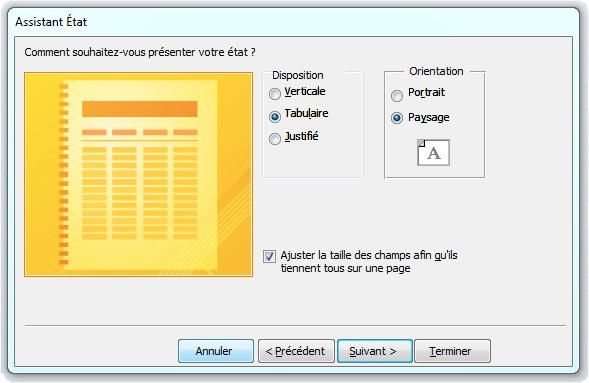 Assistant État
Comment souhaitez-vous présenter votre état ?
Disposition
Verticale
Tabulaire
Justifié
Orientation
Portrait
Paysage
A
Ajuster la taille des champs afin qu'ils
tiennent tous sur une page
Annuler
< Précédent
Suivant >
Terminer